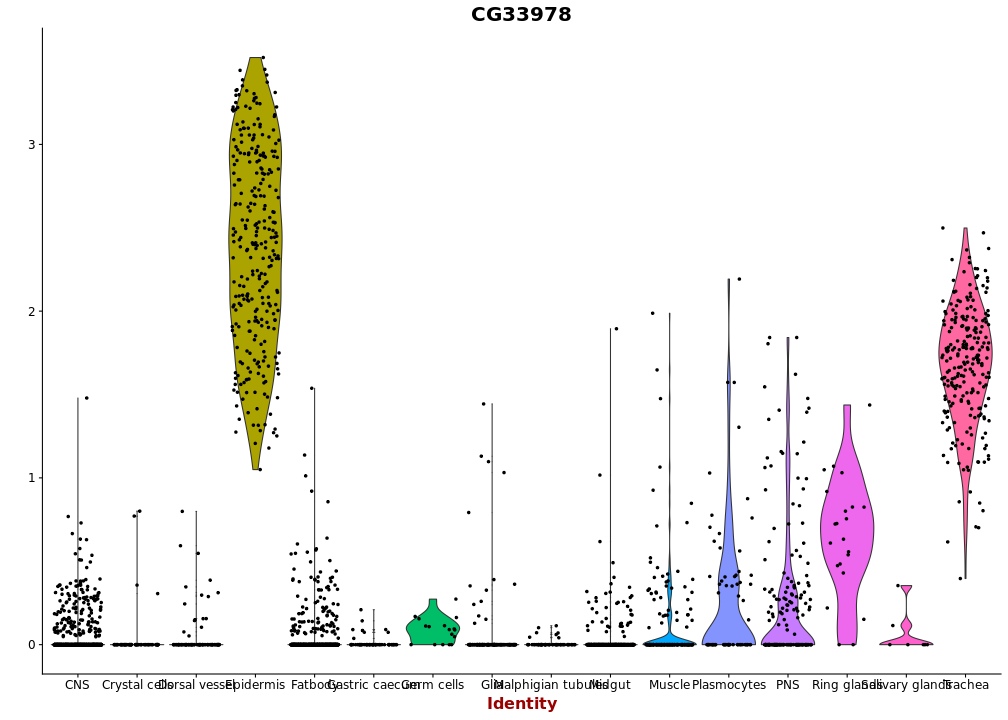 CG33978
3
2
1
0
CNS Crystal cells Dorsal vessel Epidermis Fatbody Gastric caecum Germ cells Glia Malphigian tubules Midgut Muscle Plasmocytes PNS Ring glands Salivary glands Trachea
Identity